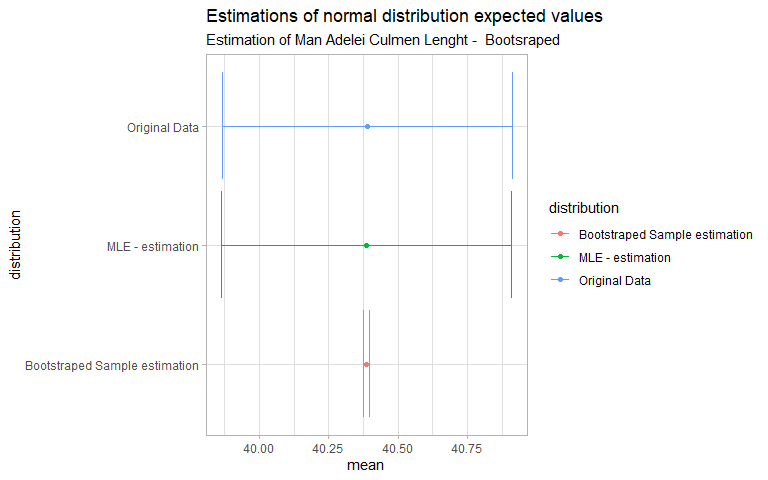 Estimations of normal distribution expected values
Estimation of Man Adelei Culmen Lenght -  Bootsraped
distribution
Original Data
MLE - estimation
Bootstraped Sample estimation
40.00
40.25
40.50
40.75
mean
distribution
Bootstraped Sample estimation
MLE - estimation
Original Data